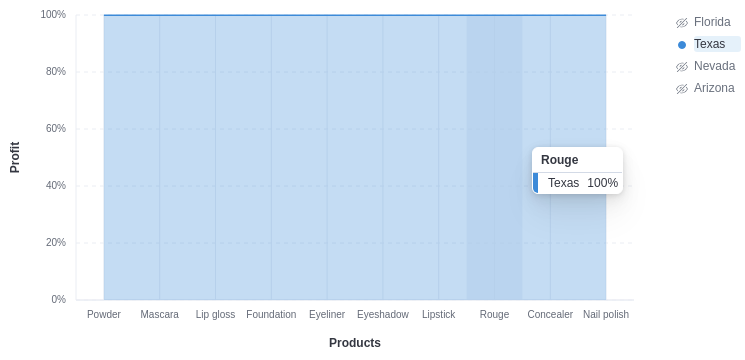 100%
80%
60%
40%
20%
0%
Profit
Powder
Mascara
Lip gloss
Foundation
Eyeliner
Eyeshadow
Lipstick
Rouge
Concealer
Nail polish
Products
Rouge
Texas 100%
Florida
Texas
Nevada
Arizona